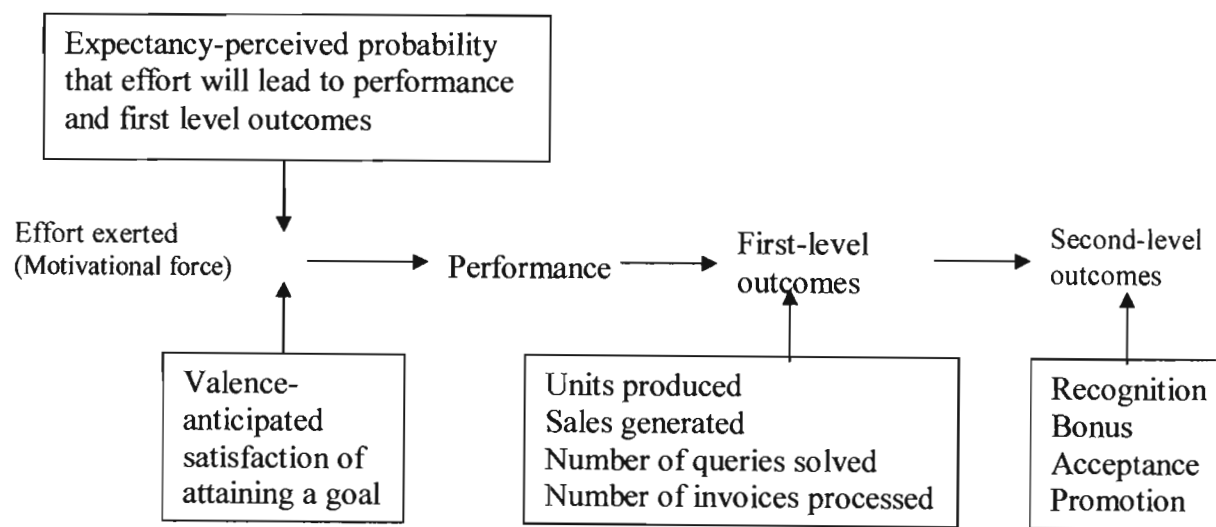 Expectancy-perceived probability
that effort will lead to performance
and first level outcomes
Effort exerted
(Motivational force)
Performance
First-level
outcomes
Second-level
outcomes
Valence-
anticipated
satisfaction of
attaining a goal
Units produced
Sales generated
Number of queries solved
Number of invoices processed
Recognition
Bonus
Acceptance
Promotion